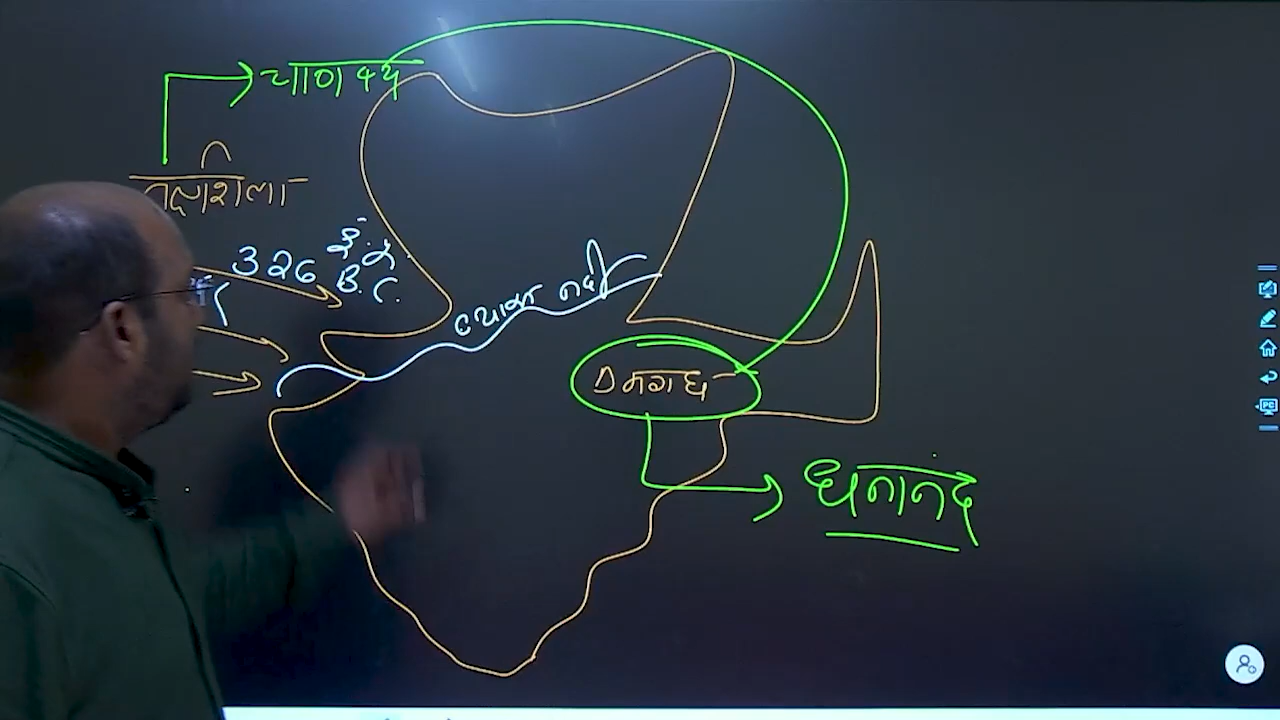 चाणक्य
तक्षशिला
326 ई.पू.
B.C.
व्यास नदी
मगध
धनानंद